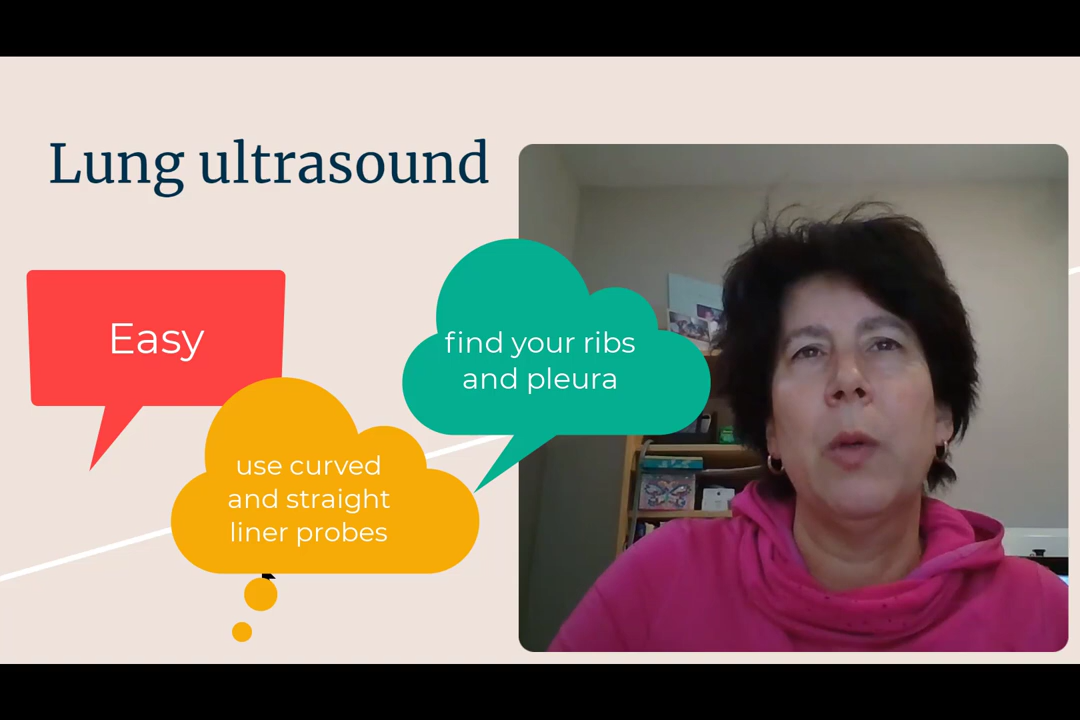 Lung ultrasound
Easy
find your ribs
and pleura
use curved
and straight
liner probes